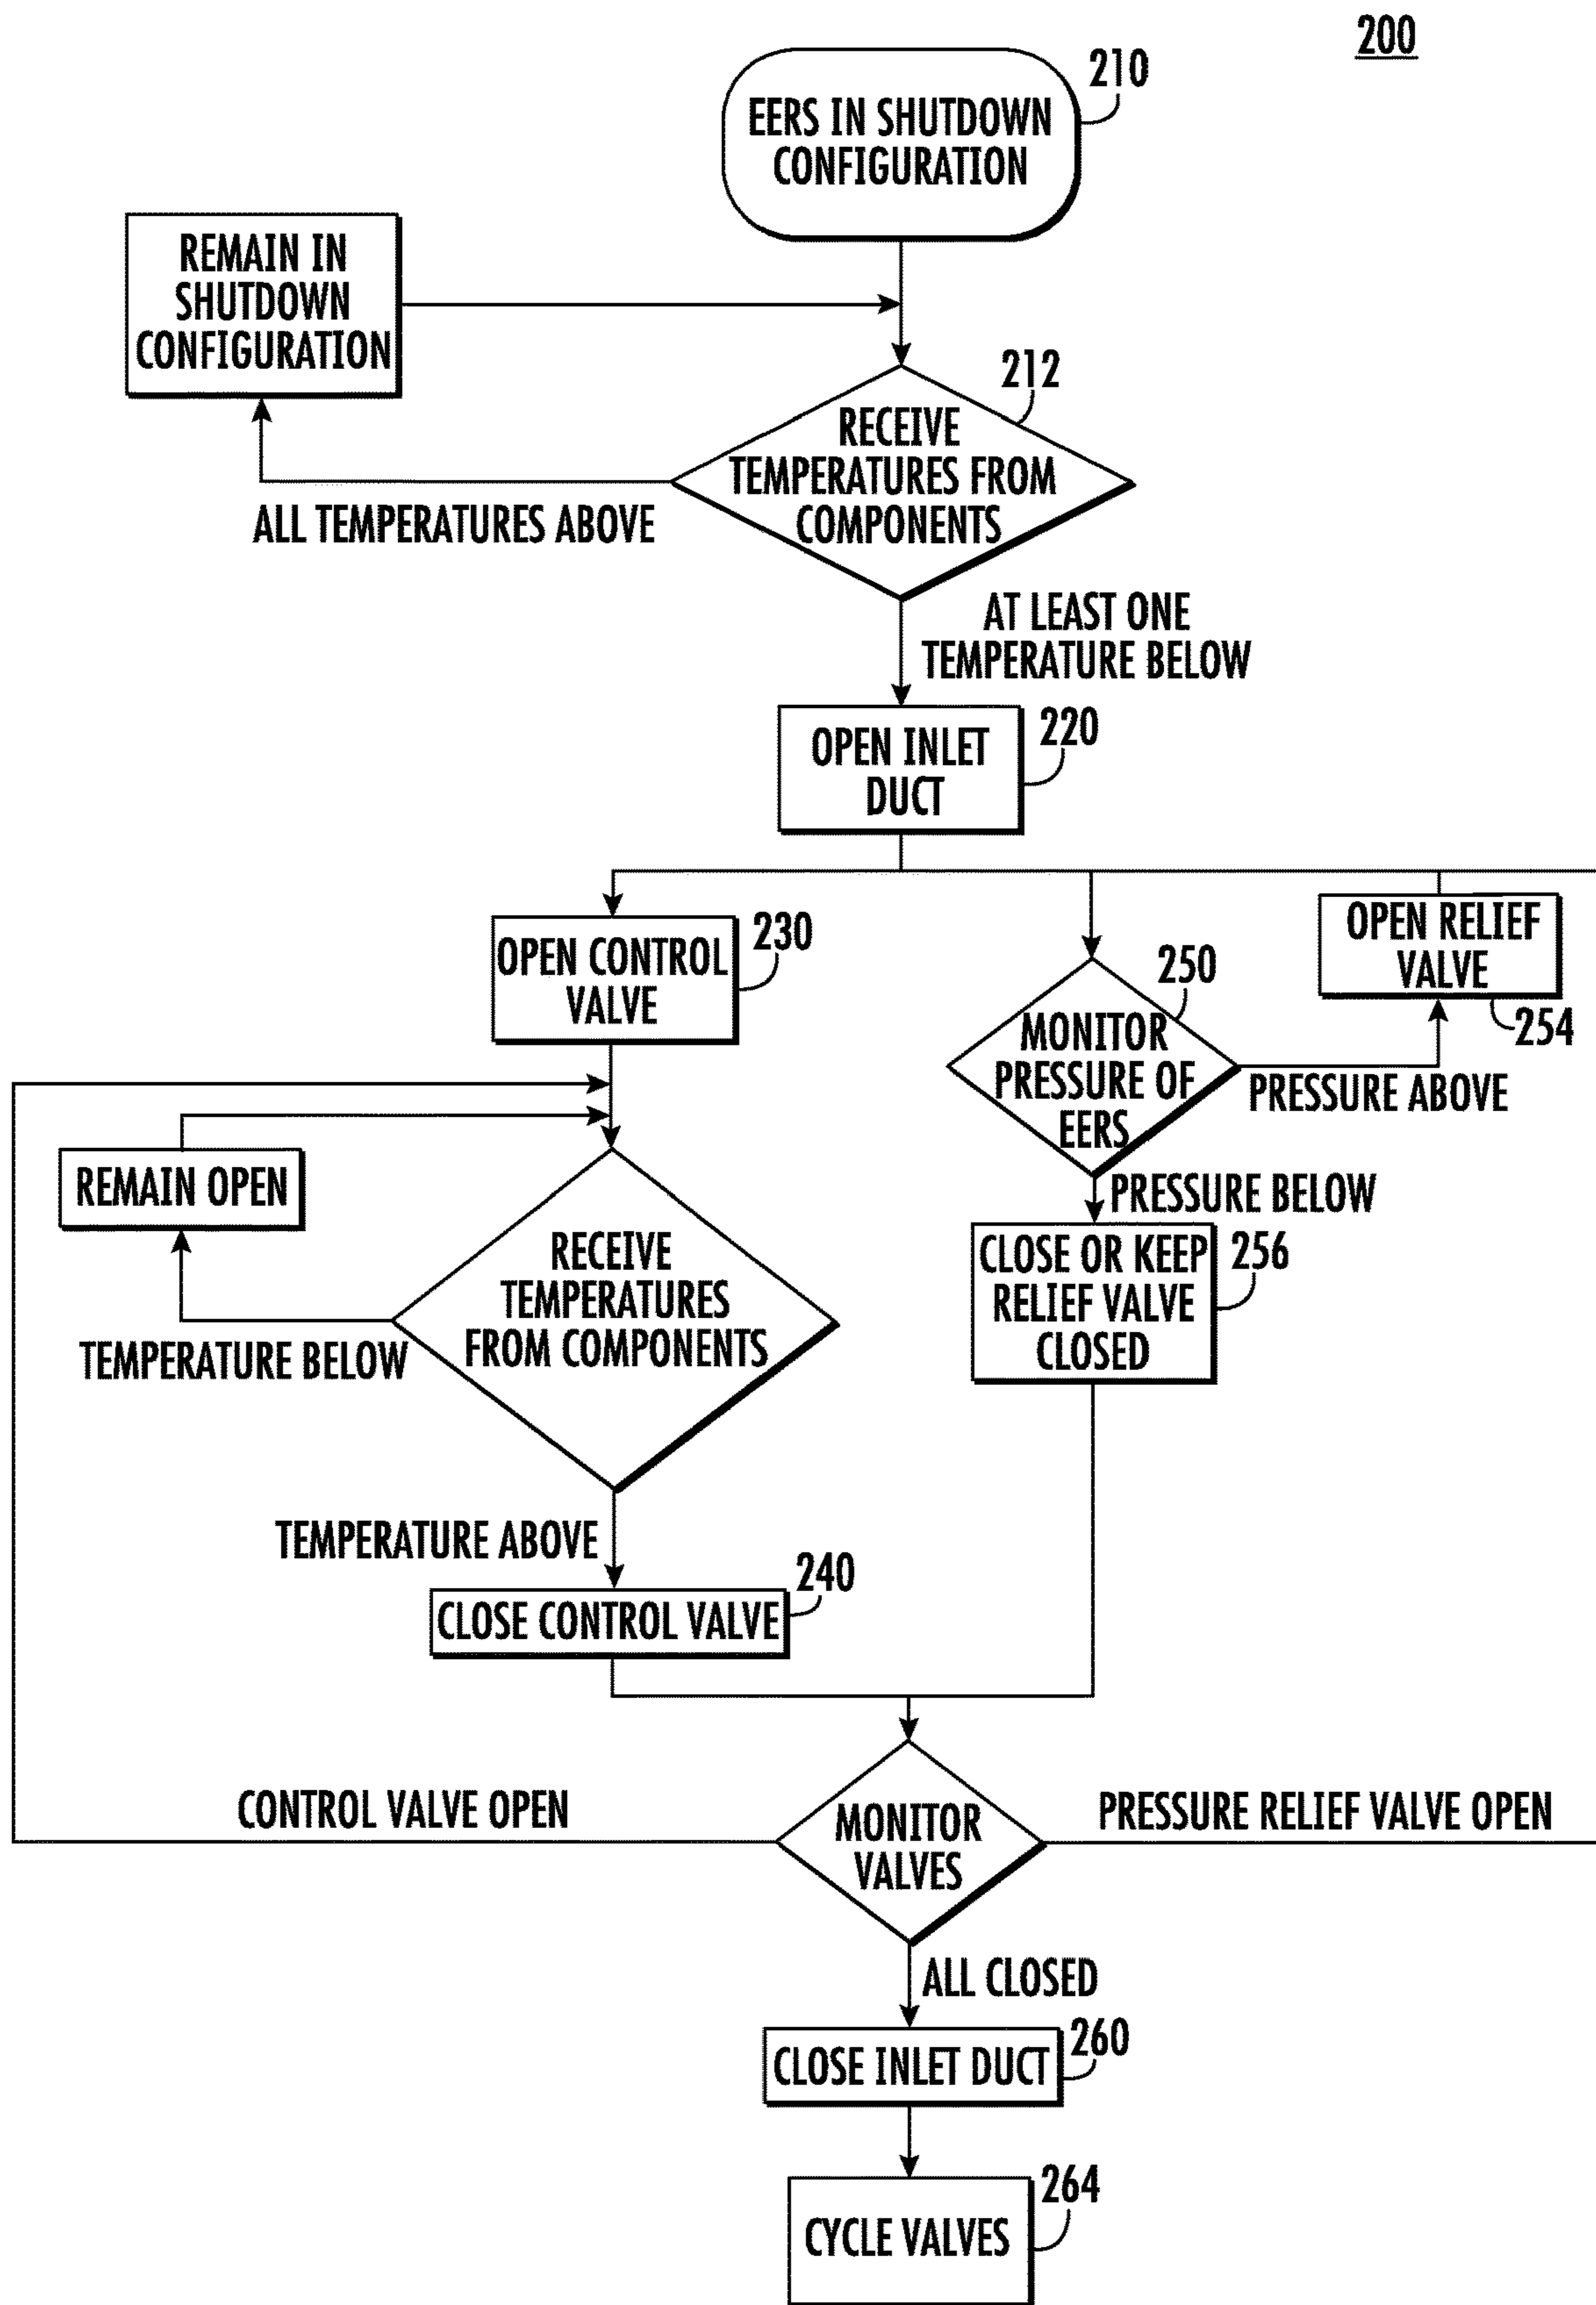 200
210
EERS IN SHUTDOWN
CONFIGURATION
REMAIN IN
SHUTDOWN
CONFIGURATION
212
RECEIVE
TEMPERATURES FROM
COMPONENTS
ALL TEMPERATURES ABOVE
AT LEAST ONE
TEMPERATURE BELOW
220
OPEN INLET
DUCT
230
OPEN CONTROL
VALVE
OPEN RELIEF
VALVE
254
250
MONITOR
PRESSURE OF
EERS
PRESSURE ABOVE
REMAIN OPEN
PRESSURE BELOW
RECEIVE
TEMPERATURES
FROM COMPONENTS
TEMPERATURE BELOW
256
CLOSE OR KEEP
RELIEF VALVE
CLOSED
TEMPERATURE ABOVE
240
CLOSE CONTROL VALVE
CONTROL VALVE OPEN
MONITOR
VALVES
PRESSURE RELIEF VALVE OPEN
ALL CLOSED
260
CLOSE INLET DUCT
264
CYCLE VALVES